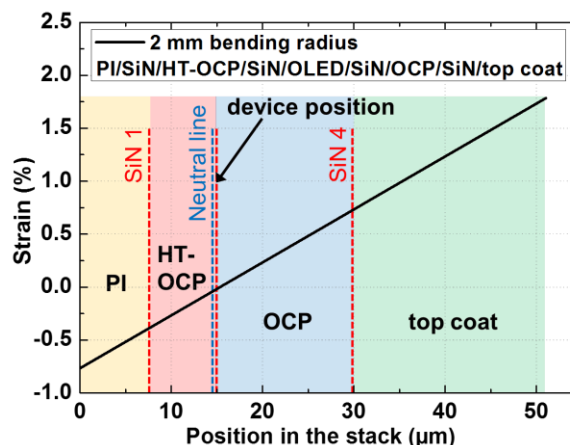 2 mm bending radius
PI/SiN/HT-OCP/SiN/OLED/SiN/OCP/SiN/top coat
device position
SiN 1
Neutral line
SiN 4
HT-
OCP
PI
OCP
top coat
Strain (%)
2.5
2.0
1.5
1.0
0.5
0.0
-0.5
-1.0
0
10
20
30
40
50
Position in the stack (µm)